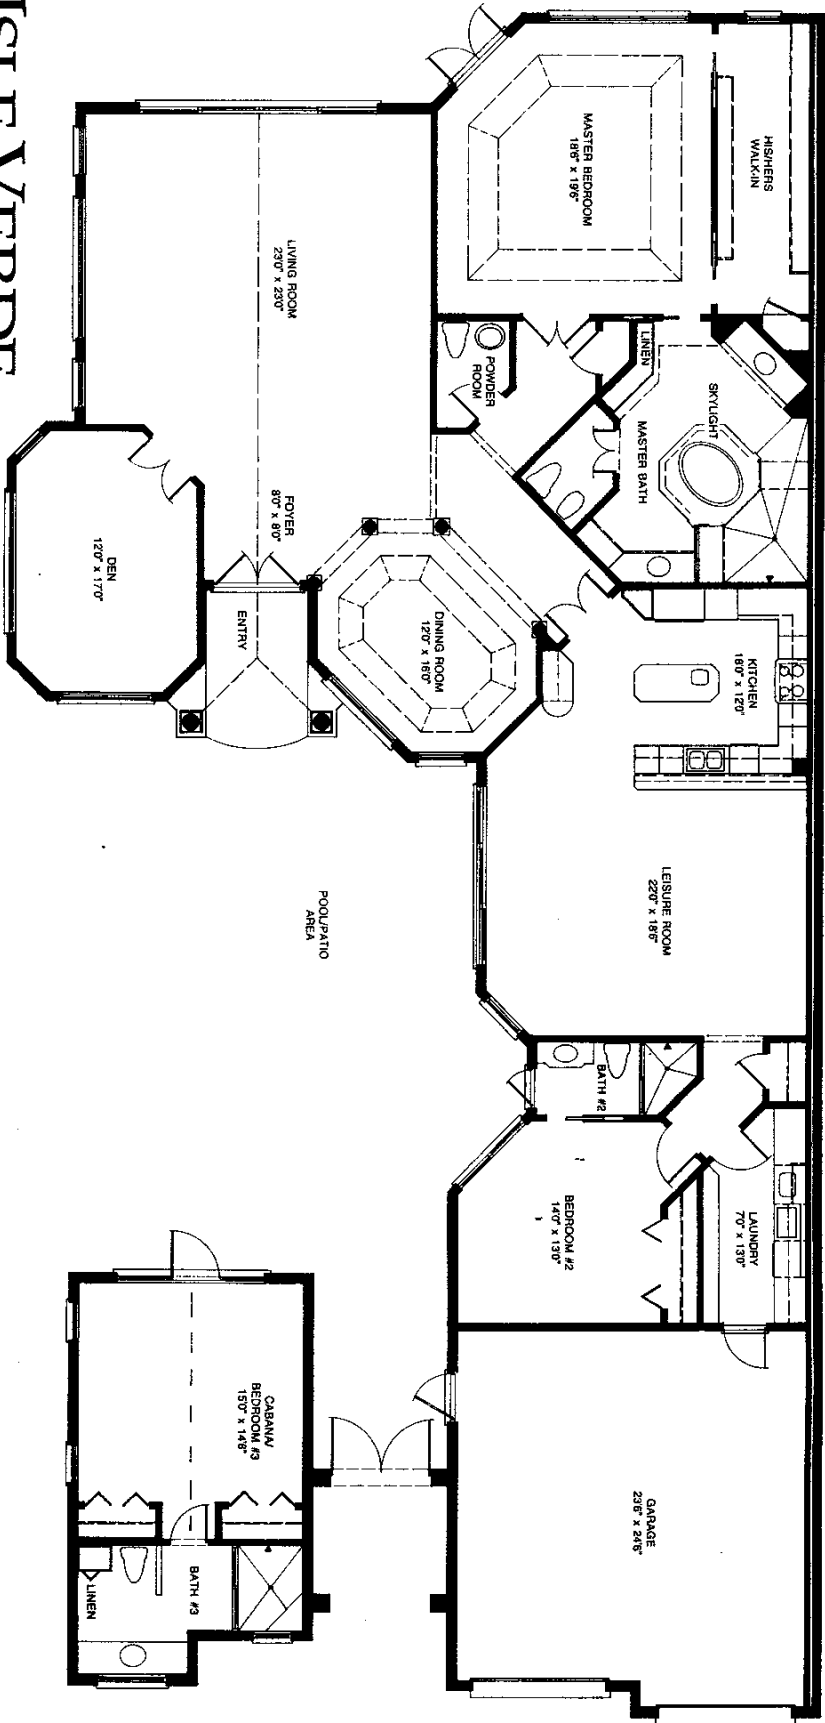 ISLE VERDE
HIS/HERS
WALK-IN
MASTER BEDROOM
18'6" x 19'6"
LIVING ROOM
23'0" x 23'0"
LINEN
POWDER
ROOM
SKYLIGHT
MASTER BATH
FOYER
8'0" x 8'0"
DEN
12'0" x 17'0"
ENTRY
DINING ROOM
12'0" x 16'0"
KITCHEN
18'0" x 12'0"
LEISURE ROOM
22'0" x 18'6"
POOL/PATIO
AREA
BATH #2
BEDROOM #2
14'0" x 13'0"
LAUNDRY
7'0" x 13'0"
CABANA/
BEDROOM #3
15'0" x 14'8"
GARAGE
23'6" x 24'6"
BATH #3
LINEN